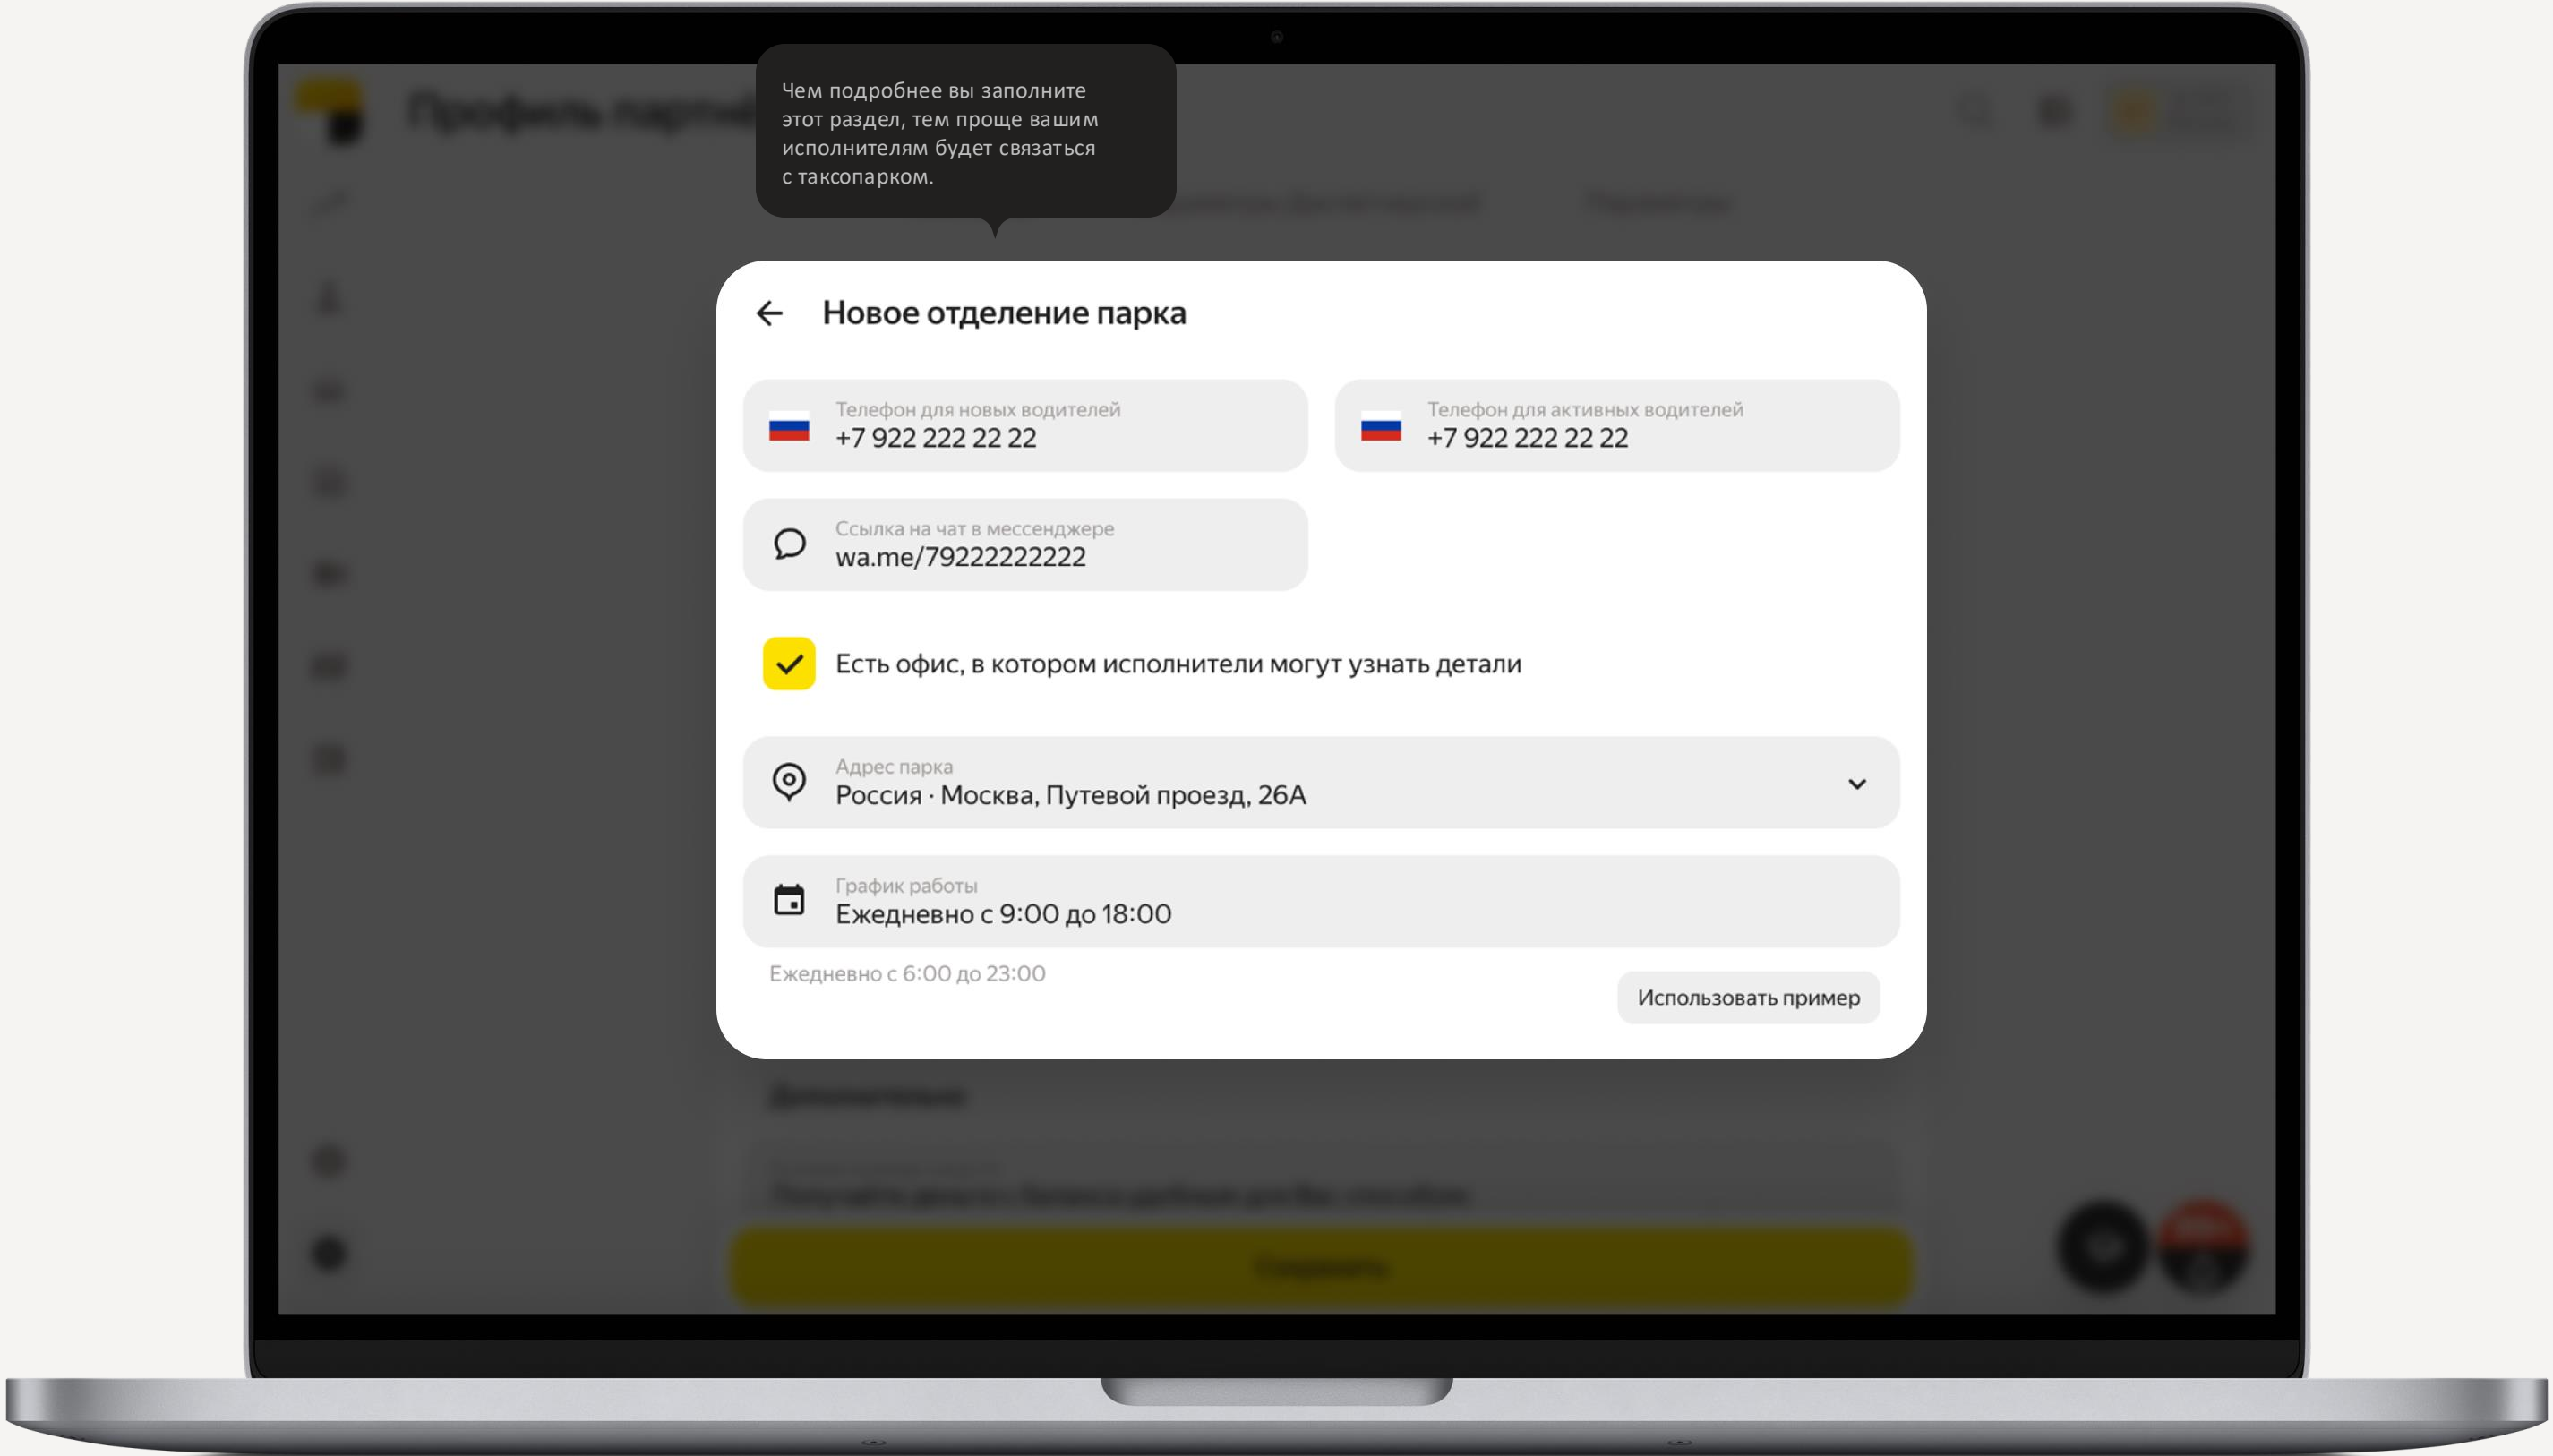 Профиль
Чем подробнее вы заполните
этот раздел, тем проще вашим
исполнителям будет связаться
с таксопарком.
Новое отделение парка
Телефон для новых водителей
+7 922 222 22 22
Телефон для активных водителей
+7 922 222 22 22
Ссылка на чат в мессенджере
wa.me/79222222222
Есть офис, в котором исполнители могут узнать детали
Адрес парка
Россия · Москва, Путевой проезд, 26А
График работы
Ежедневно с 9:00 до 18:00
Ежедневно с 6:00 до 23:00
Использовать пример
Дополнительно
Сохранить